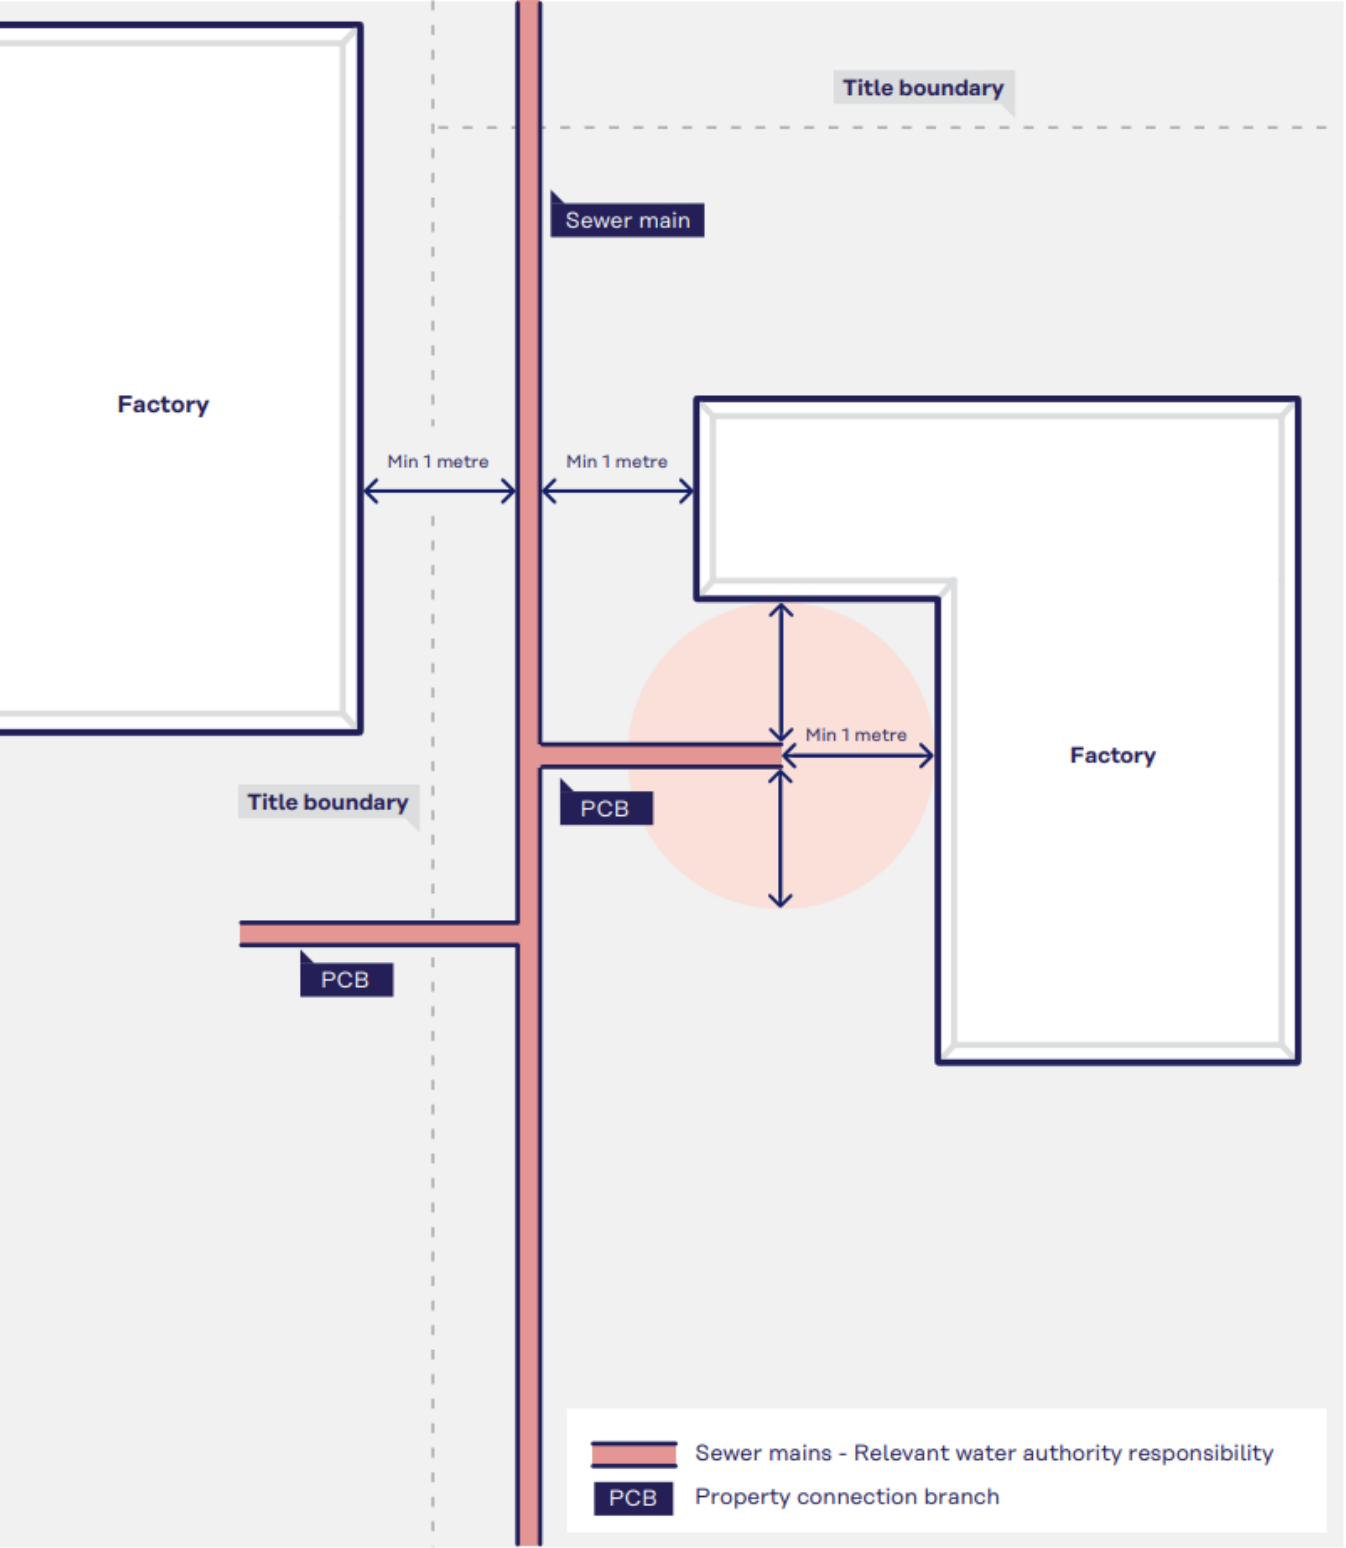 Title boundary
Sewer main
Factory
Min 1 metre
Min 1 metre
Min 1 metre
Factory
Title boundary
PCB
PCB
Sewer mains - Relevant water authority responsibility
PCB Property connection branch